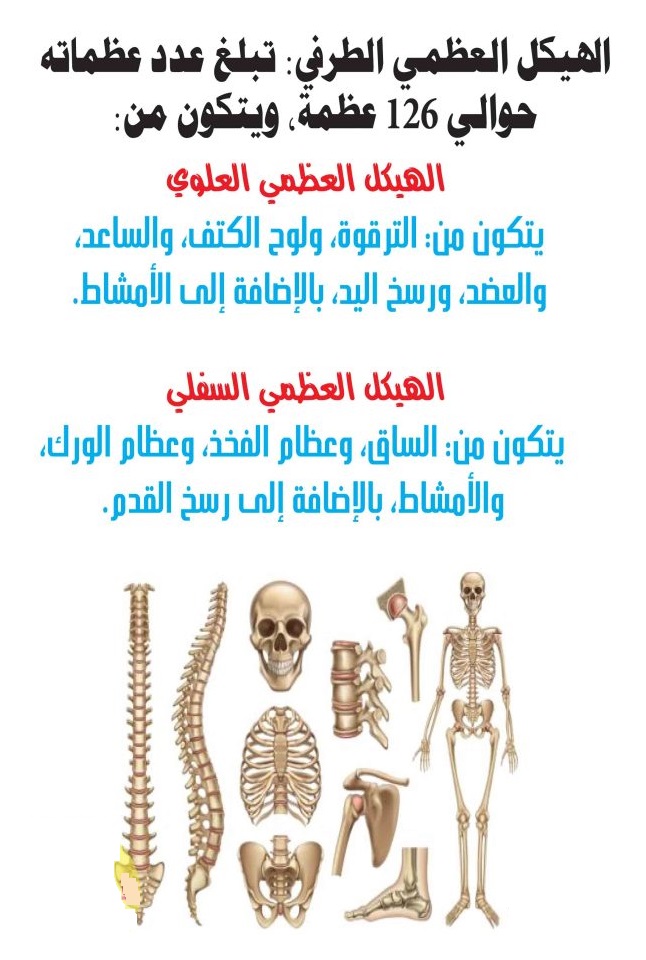 الهيكل العظمي الطرفي: تبلغ عدد عظماته
حوالي 126 عظمة، ويتكون من:
الهيكل العظمي العلوي
يتكون من: الترقوة، ولوح الكتف، والساعد،
والعضد، ورسخ اليد، بالإضافة إلى الأمشاط.
الهيكل العظمي السفلي
يتكون من: الساق، وعظام الفخذ، وعظام الورك،
والأمشاط، بالإضافة إلى رسخ القدم.